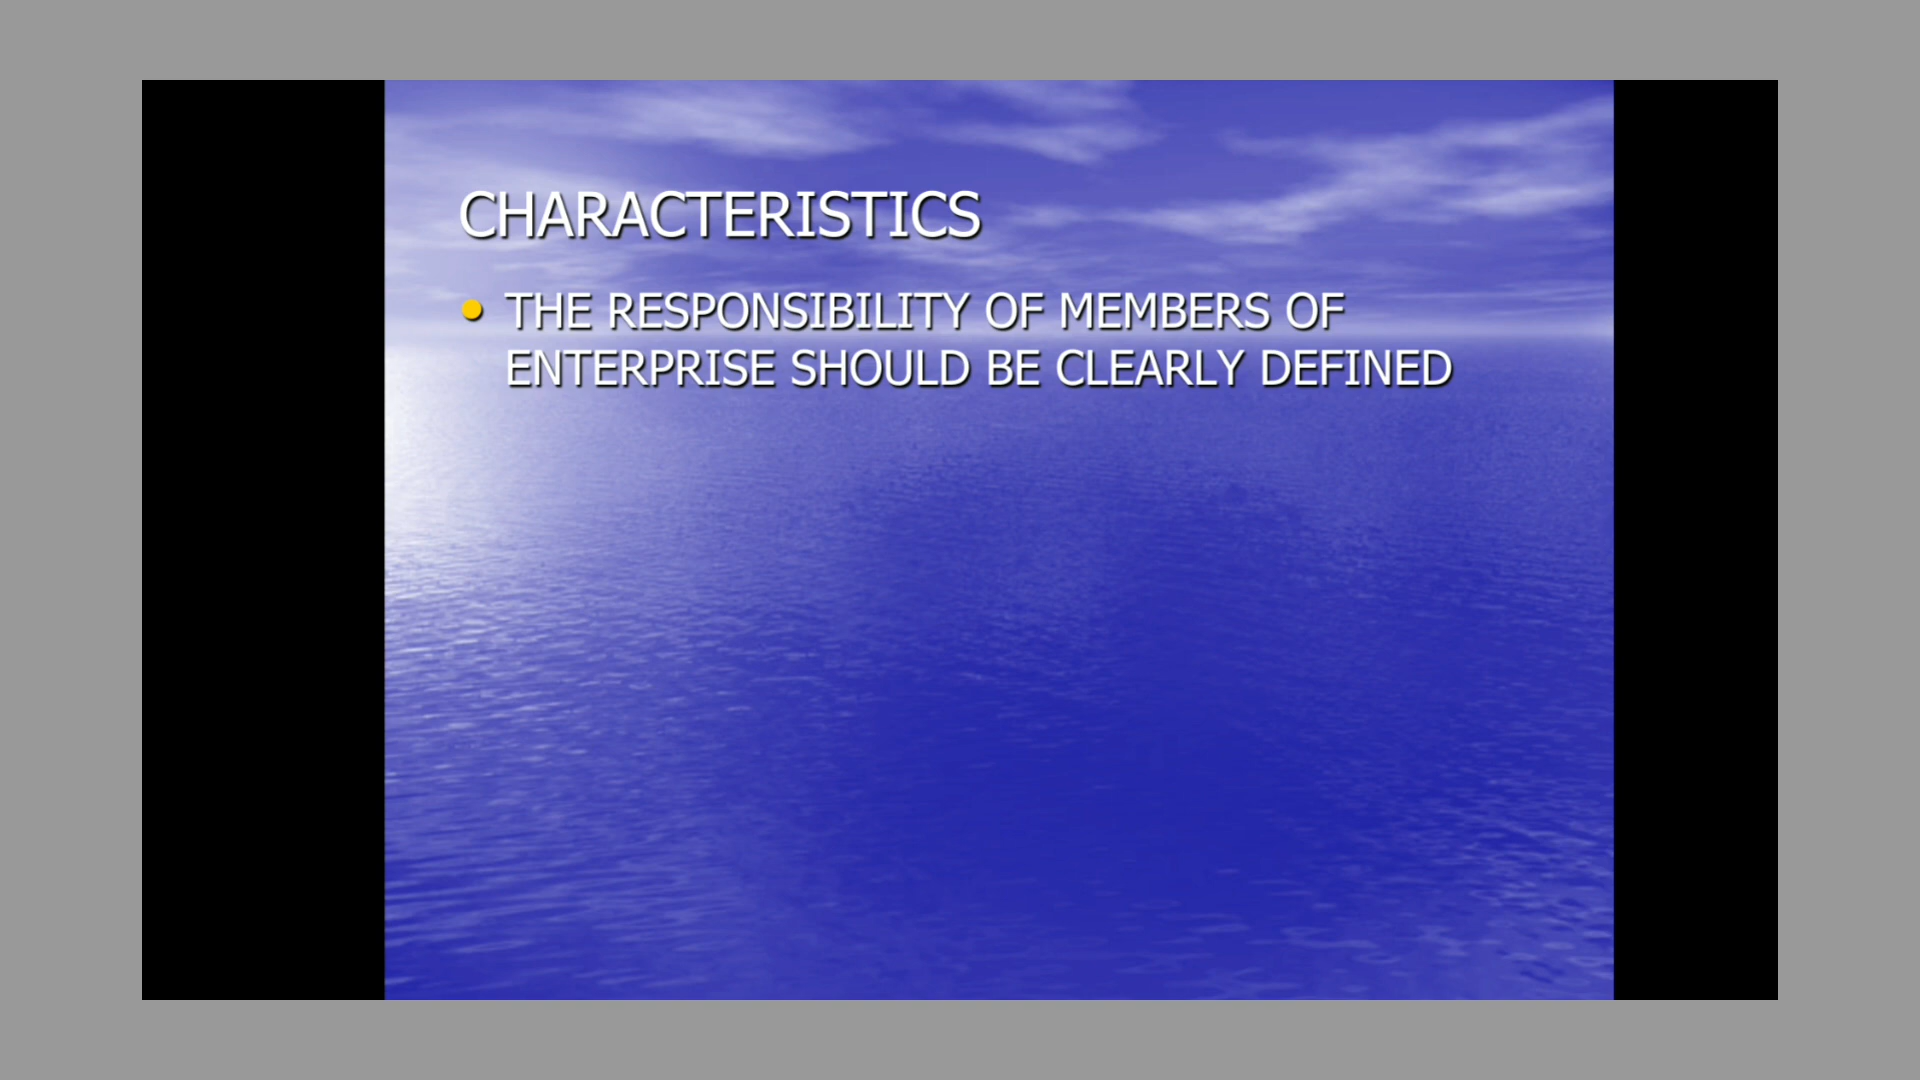 CHARACTERISTICS
• THE RESPONSIBILITY OF MEMBERS OF
ENTERPRISE SHOULD BE CLEARLY DEFINED